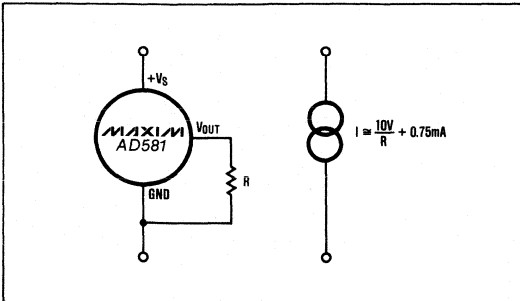 +VS
MAXIM
AD581
VOUT
GND
R
I ≅ 10V/R + 0.75mA